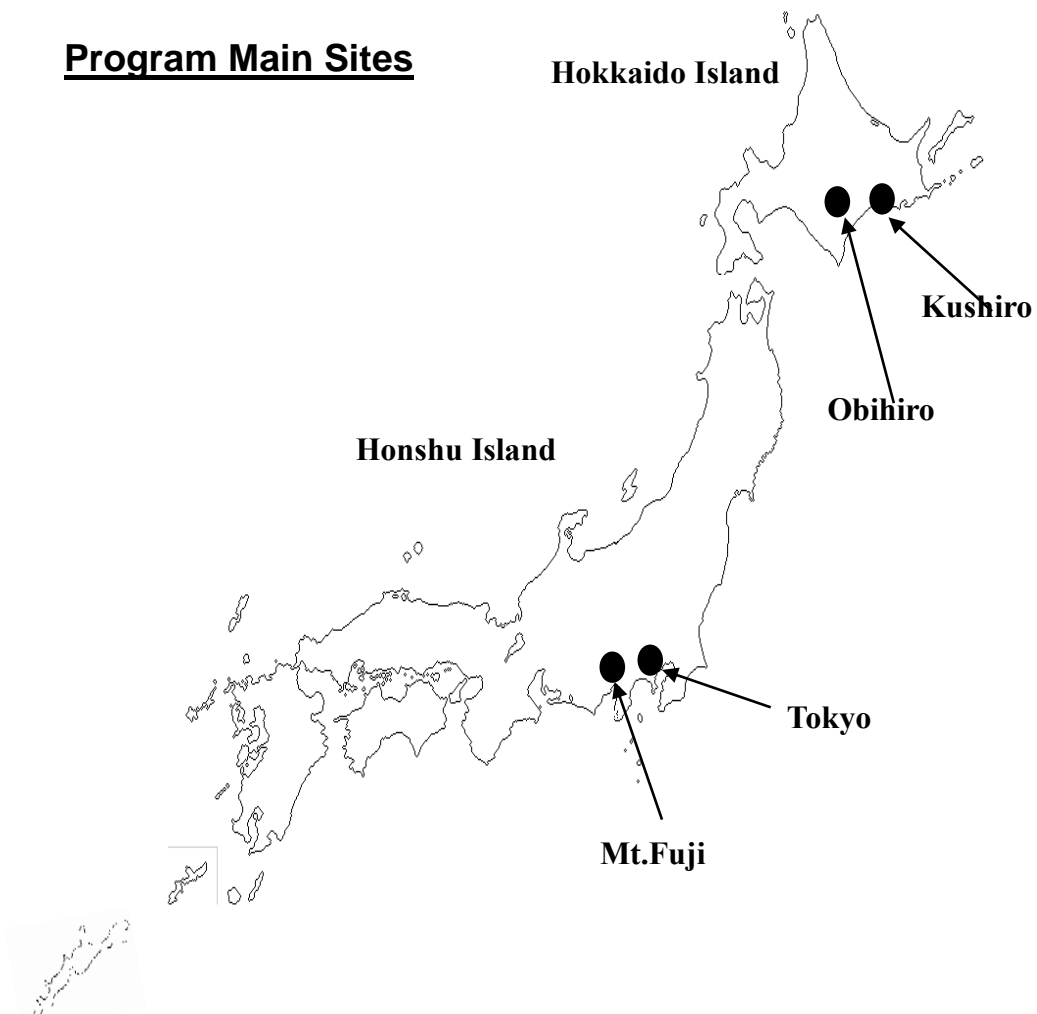 Program Main Sites
Hokkaido Island
Kushiro
Obihiro
Honshu Island
Tokyo
Mt.Fuji